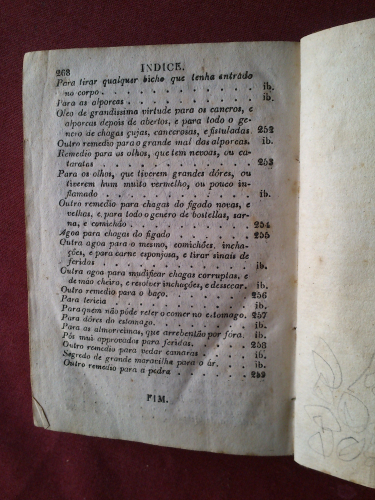 268 INDICE.
Para tirar qualquer bicho que tenha entrado
no corpo . . . . . . . . . . . . ib.
Para as alporcas . . . . . . . . . . ib.
Oleo de grandissima virtude para os cancros, e
alporcas depois de abertos, e para todo o ge-
nero de chagas çujas, cancerosas, e fistuladas. 252
Outro remedio para o grande mal das alporcas. ib.
Remedio para os olhos, que tem nevoas, ou ca-
taratas . . . . . . . . . . . . 253
Para os olhos, que tiverem grandes dôres, ou
tiverem hum muito vermelho, ou pouco in-
flamado . . . . . . . . . . . . ib.
Outro remedio para chagas do figado novas, e
velhas, e para todo o genero de bostellas, sar-
na, e comichão . . . . . . . . . . 254
Agoa para chagas do figado . . . . . . 255
Outra agoa para o mesmo, comichões, incha-
ções, e para carne esponjosa, e tirar sinais de
feridas . . . . . . . . . . . . ib.
Outra agoa para mudificar chagas corruptas, e
de mao cheiro, e resolver inchações, e dessecar. ib.
Outro remedio para o baço. . . . . . . 256
Para tericia . . . . . . . . . . . ib.
Para quem não póde reter o comer no estomago. 257
Para dôres do estomago. . . . . . . . ib.
Para as almorreimas, que arrebentão por fóra. ib.
Pós mui approvados para feridas. . . . . 258
Outro remedio para vedar camaras . . . . ib.
Segredo de grande maravilha para o ár. . . ib.
Outro remedio para a pedra . . . . . . 259
FIM.